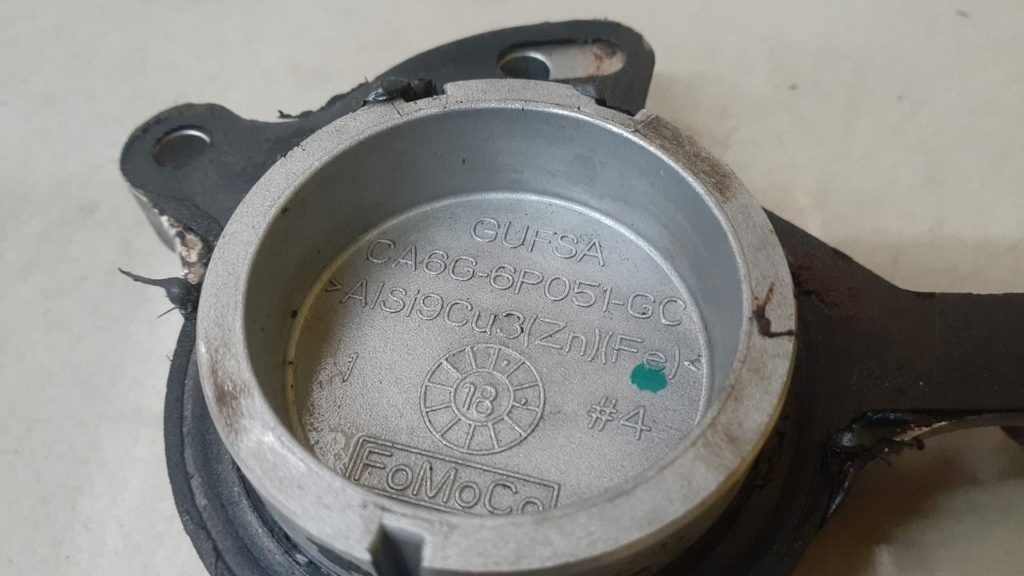 GUFSA
CA6G-6P051-GC
>AlSi9Cu3(Zn)(Fe)<
1
18
#4
FoMoCo